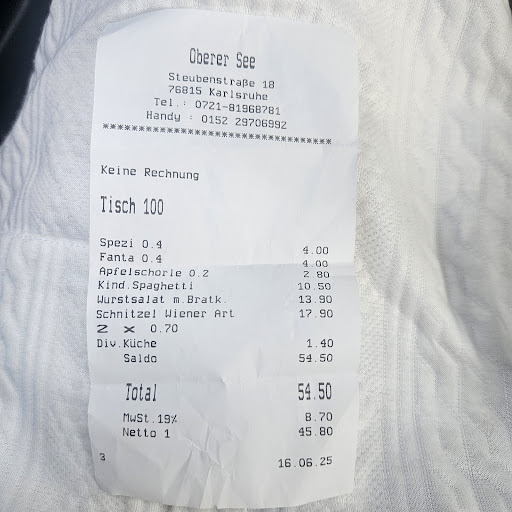 Oberer See
Steubenstraße 18
76815 Karlsruhe
Tel.: 0721-81968781
Handy : 0152 29706992
************************************
Keine Rechnung
Tisch 100
Spezi 0.4 4.00
Fanta 0.4 4.00
Apfelschorle 0.2 2.80
Kind.Spaghetti 10.50
Wurstsalat m.Bratk. 13.90
Schnitzel Wiener Art 17.90
2 x 0.70
Div.Küche 1.40
Saldo 54.50
Total 54.50
MwSt.19% 8.70
Netto 1 45.80
3 16.06.25